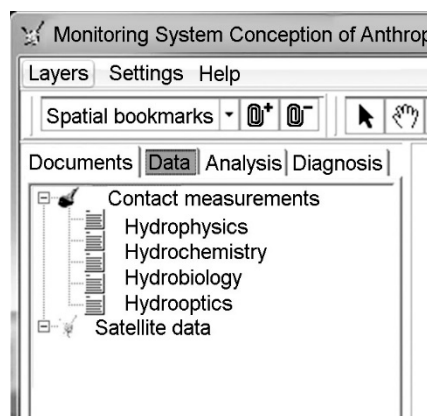 Monitoring System Conception of Anthrop
Layers Settings Help
Spatial bookmarks
Documents Data Analysis Diagnosis
Contact measurements
Hydrophysics
Hydrochemistry
Hydrobiology
Hydrooptics
Satellite data